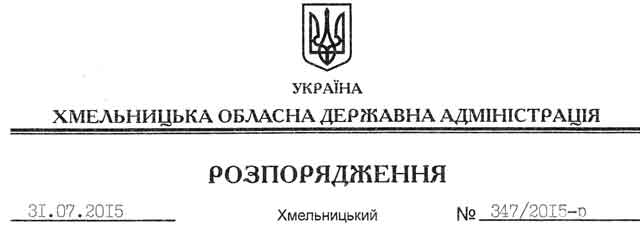 УКРАЇНА
ХМЕЛЬНИЦЬКА ОБЛАСНА ДЕРЖАВНА АДМІНІСТРАЦІЯ
РОЗПОРЯДЖЕННЯ
31.07.2015 Хмельницький № 347/2015-р